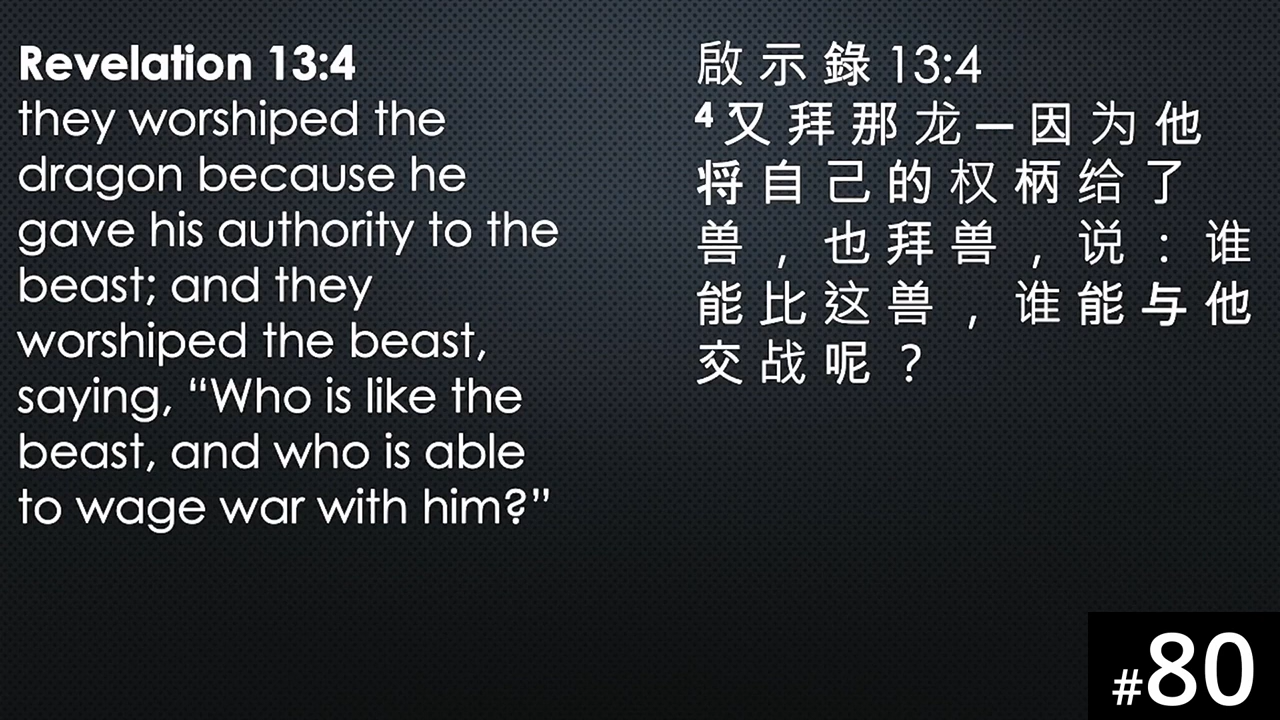 Revelation 13:4
they worshiped the
dragon because he
gave his authority to the
beast; and they
worshiped the beast,
saying, “Who is like the
beast, and who is able
to wage war with him?”
啟示錄 13:4
4 又拜那龙—因为他
将自己的权柄给了
兽，也拜兽，说：谁
能比这兽，谁能与他
交战呢？
#80